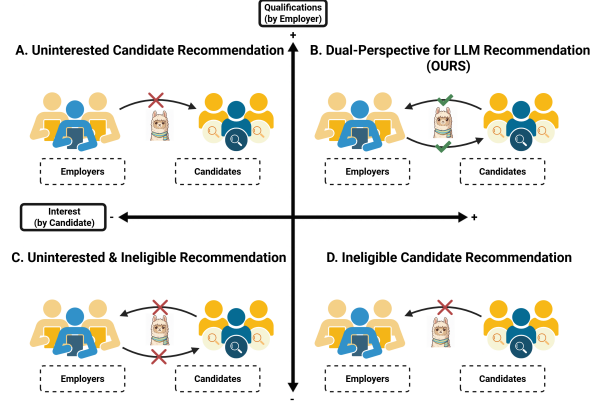 Qualifications
(by Employer)
+
A. Uninterested Candidate Recommendation
B. Dual-Perspective for LLM Recommendation
(OURS)
Employers
Candidates
Employers
Candidates
Interest
(by Candidate)
-
+
C. Uninterested & Ineligible Recommendation
D. Ineligible Candidate Recommendation
Employers
Candidates
Employers
Candidates
-